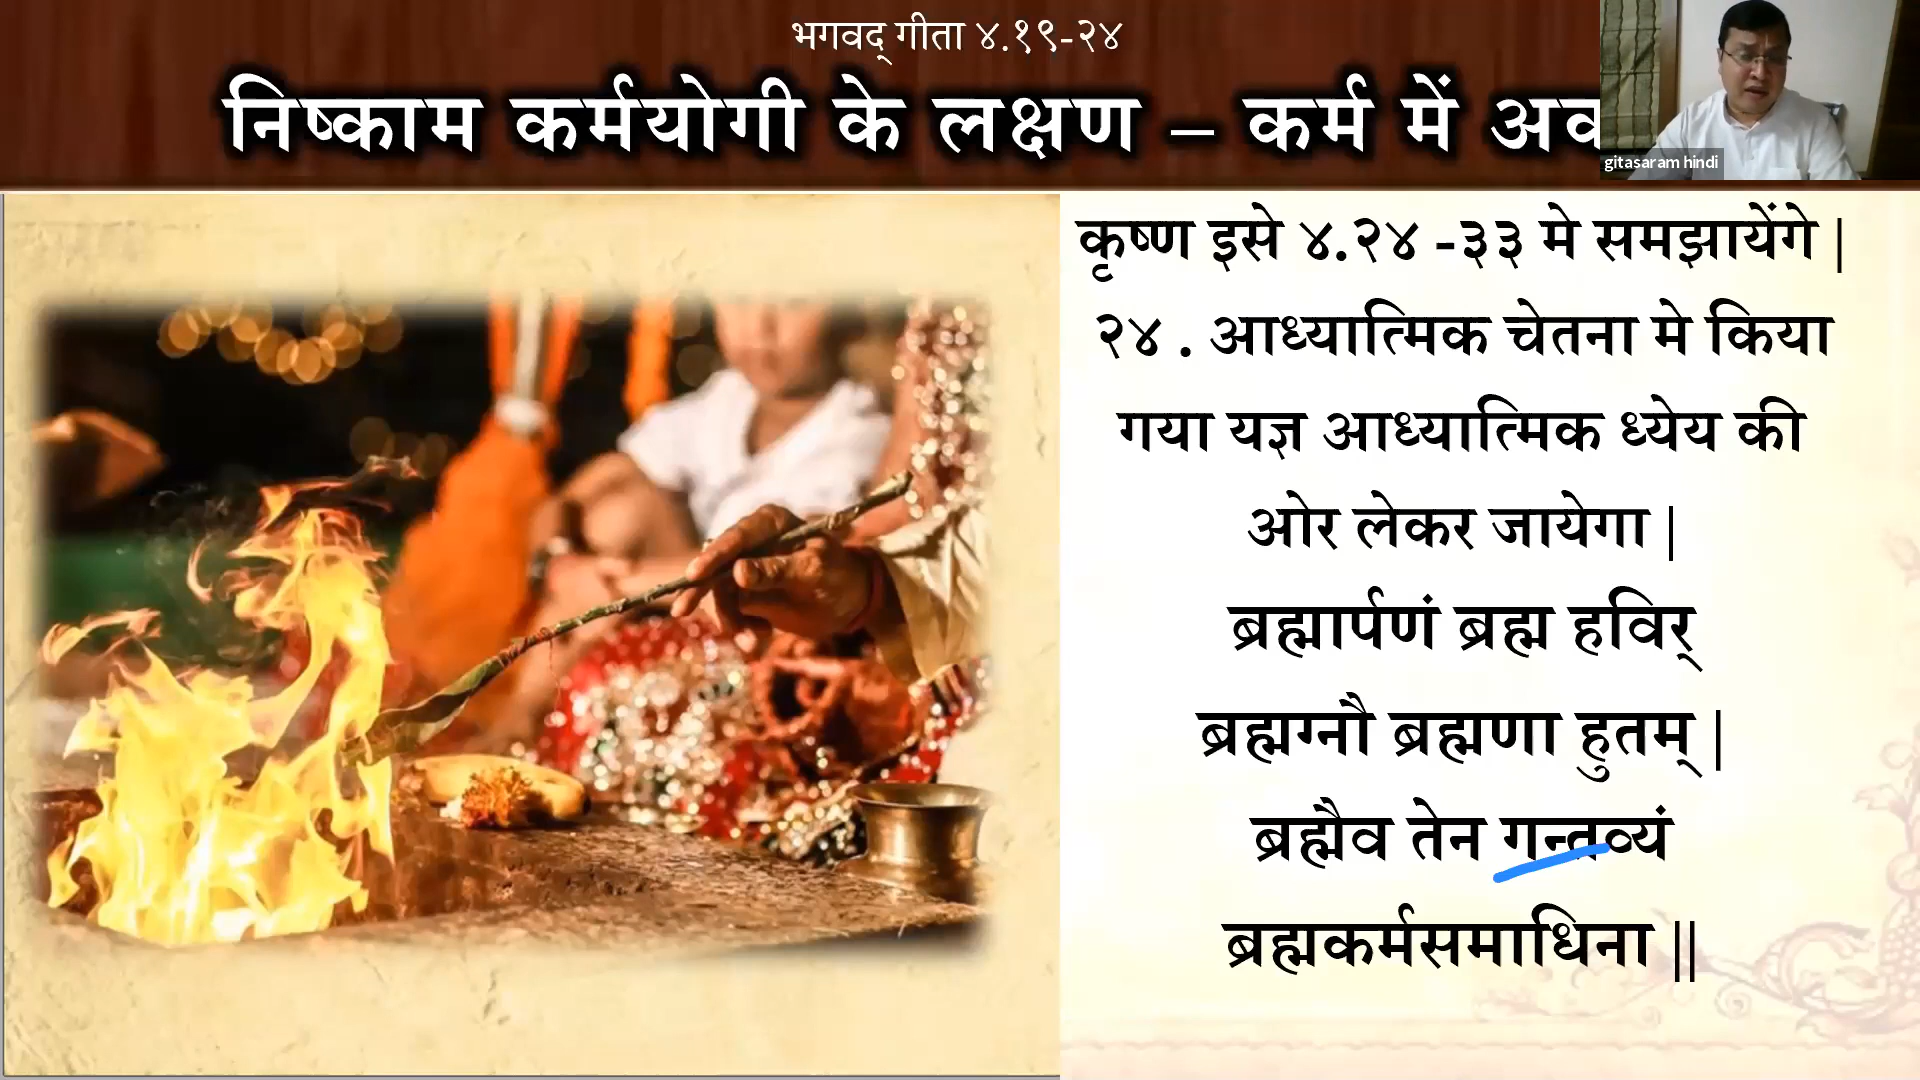 भगवद् गीता ४.१९-२४
निष्काम कर्मयोगी के लक्षण – कर्म में
gitasaram hindi
कृष्ण इसे ४.२४ -३३ मे समझायेंगे |
२४ . आध्यात्मिक चेतना मे किया
गया यज्ञ आध्यात्मिक ध्येय की
ओर लेकर जायेगा |
ब्रह्मार्पणं ब्रह्म हविर्
ब्रह्मग्नौ ब्रह्मणा हुतम् |
ब्रह्मैव तेन गन्तव्यं
ब्रह्मकर्मसमाधिना ||